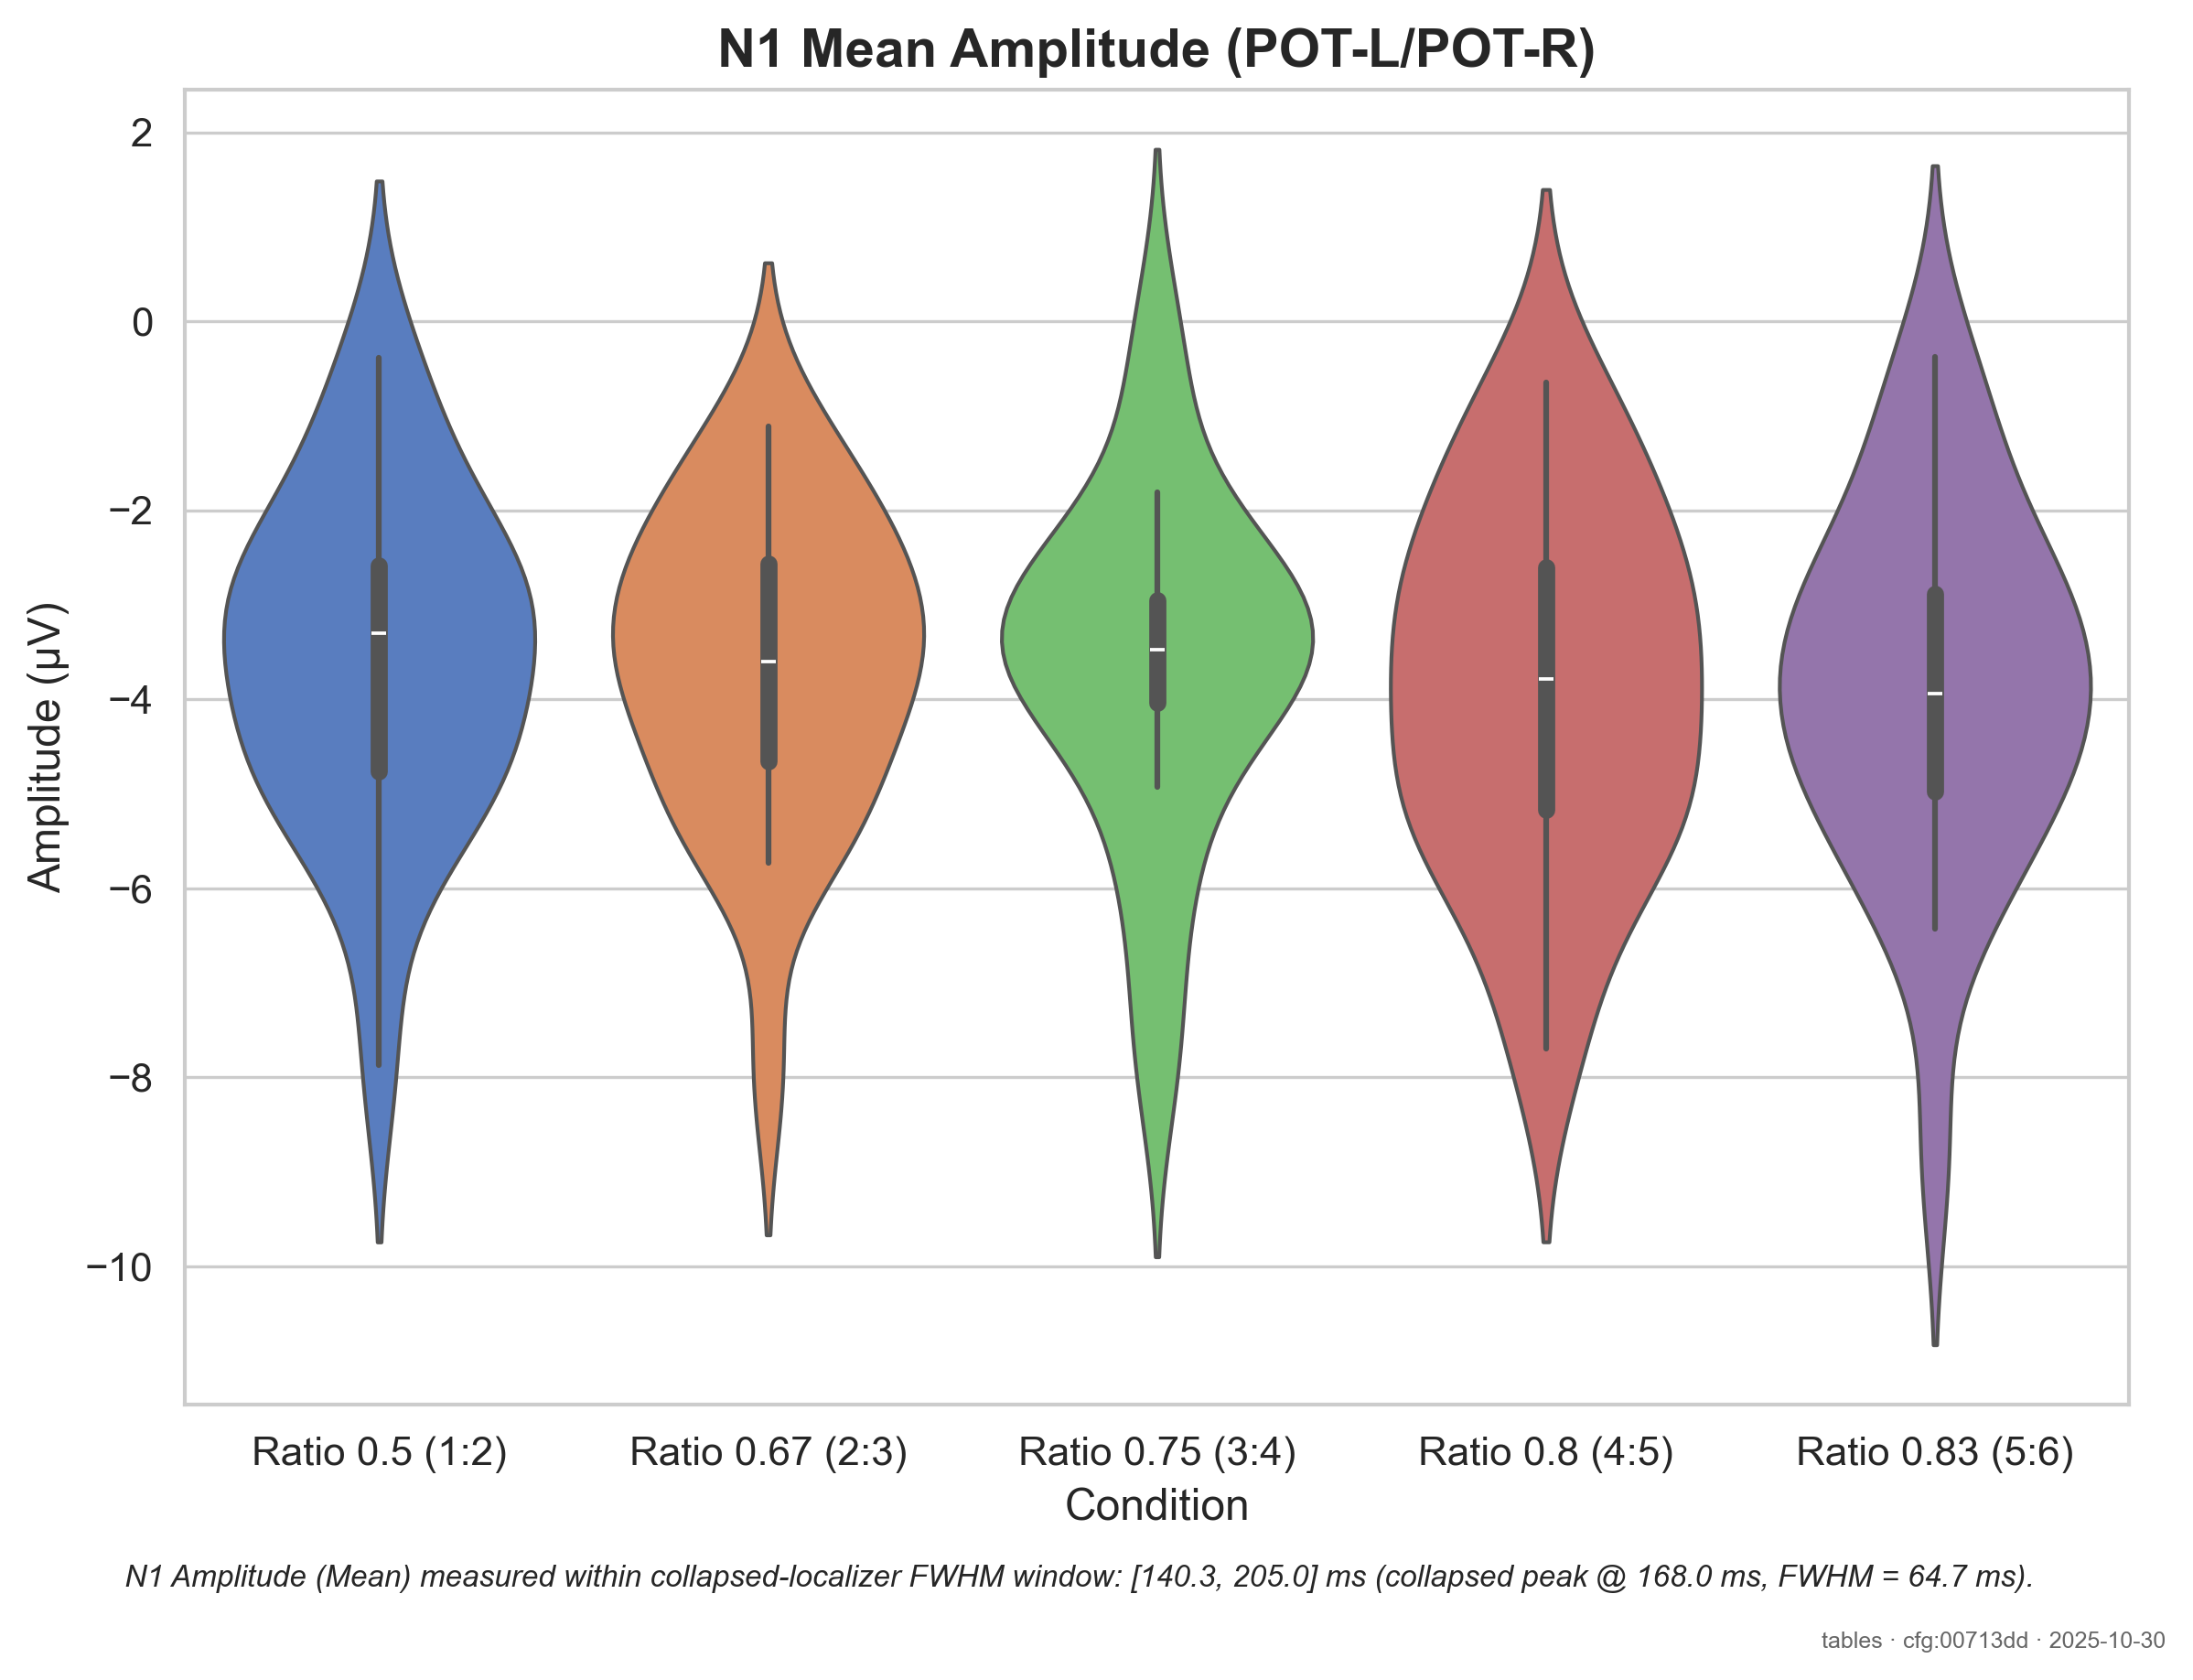 N1 Mean Amplitude (POT-L/POT-R)
Amplitude (µV)
2
0
−2
−4
−6
−8
−10
Ratio 0.5 (1:2)
Ratio 0.67 (2:3)
Ratio 0.75 (3:4)
Ratio 0.8 (4:5)
Ratio 0.83 (5:6)
Condition
N1 Amplitude (Mean) measured within collapsed-localizer FWHM window: [140.3, 205.0] ms (collapsed peak @ 168.0 ms, FWHM = 64.7 ms).
tables · cfg:00713dd · 2025-10-30